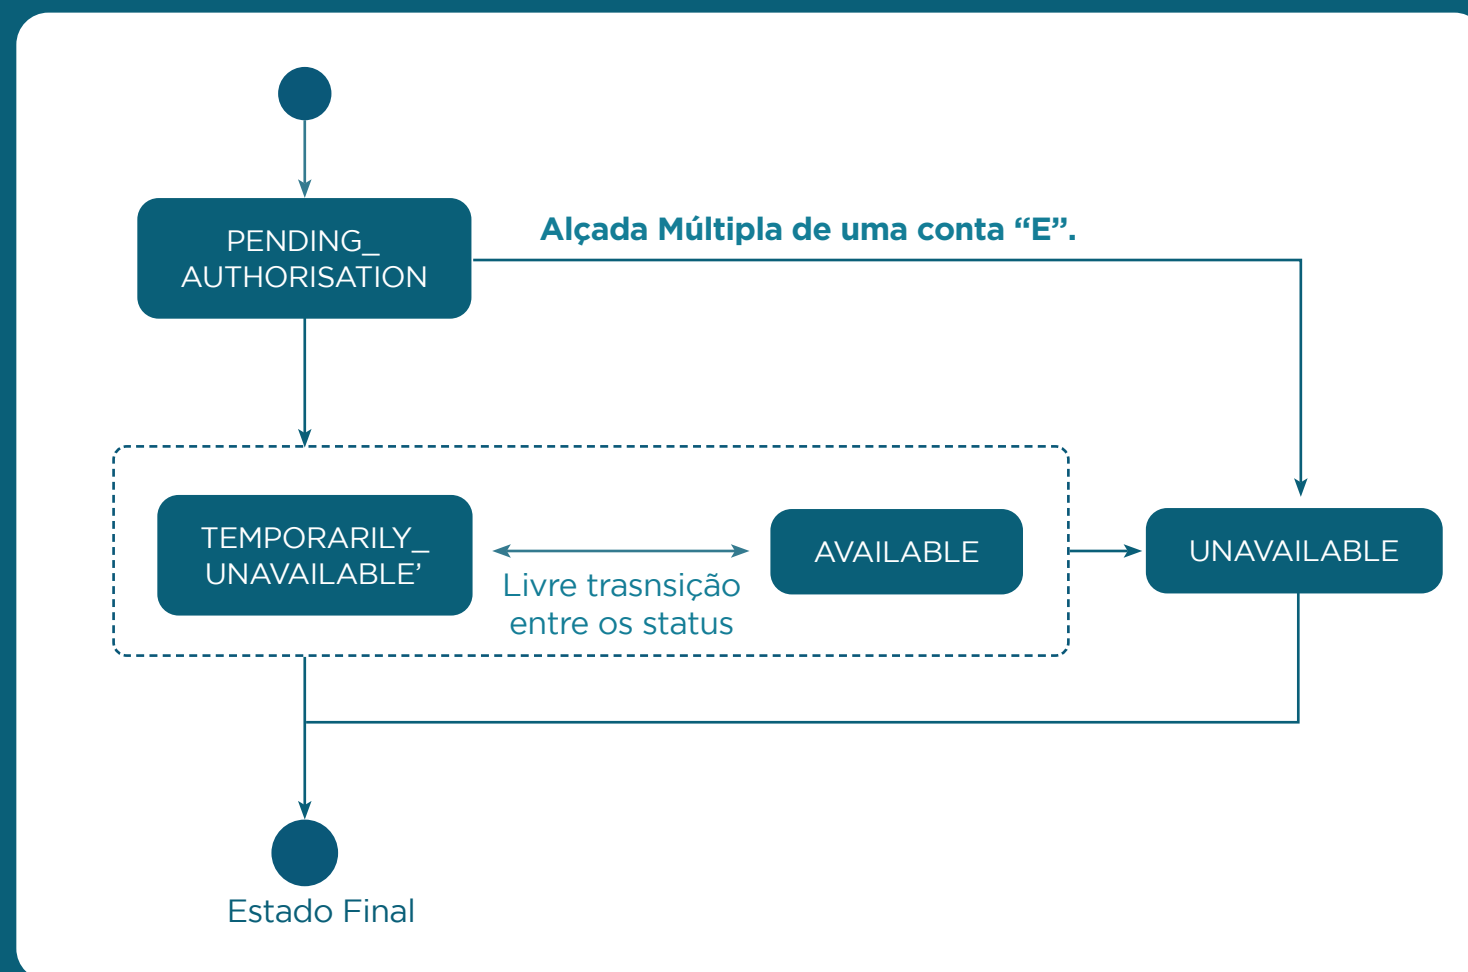 PENDING_
AUTHORISATION
Alçada Múltipla de uma conta “E”.
TEMPORARILY_
UNAVAILABLE’
Livre trasnsição
entre os status
AVAILABLE
UNAVAILABLE
Estado Final